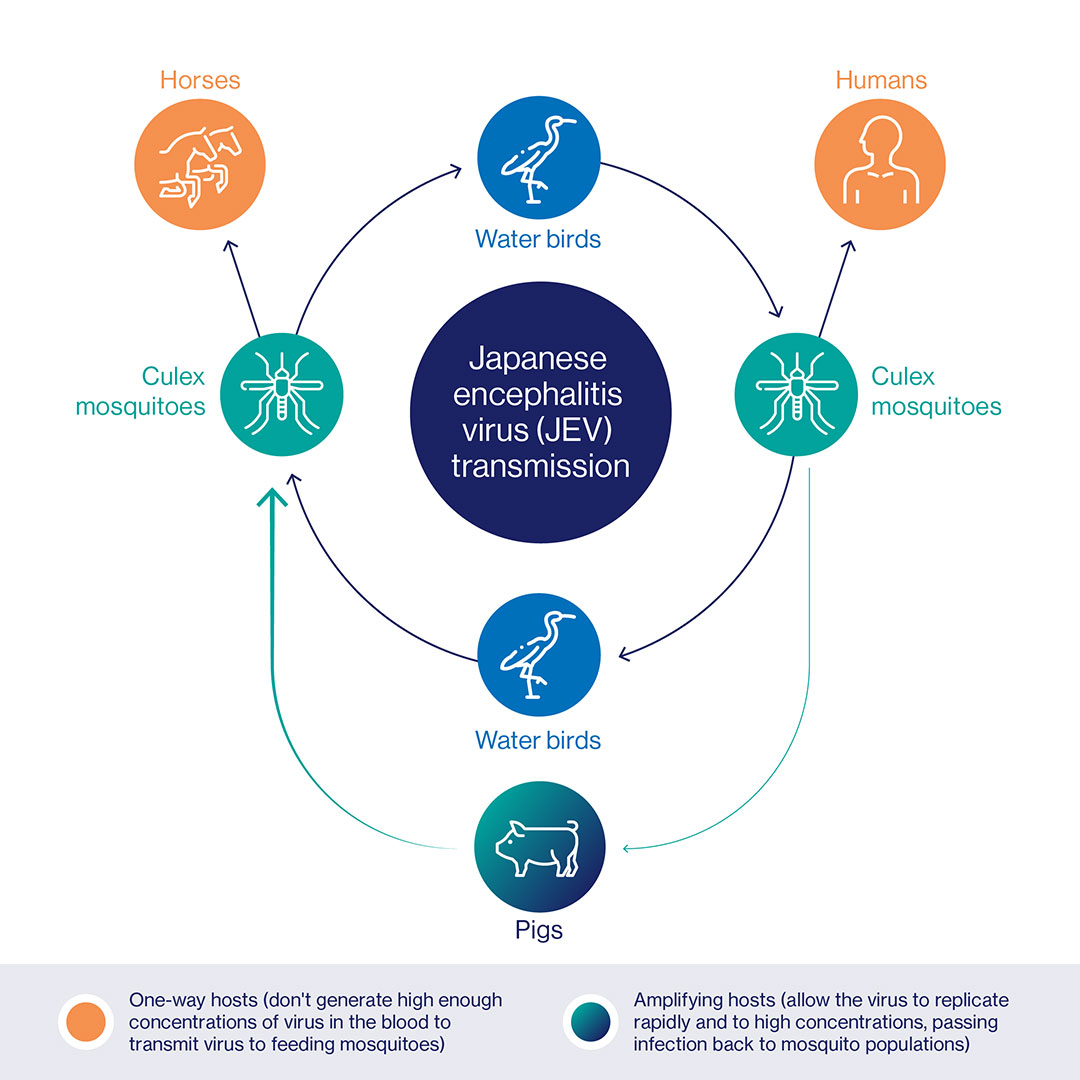 Horses
Humans
Water birds
Culex
mosquitoes
Japanese
encephalitis
virus (JEV)
transmission
Culex
mosquitoes
Water birds
Pigs
One-way hosts (don't generate high enough
concentrations of virus in the blood to
transmit virus to feeding mosquitoes)
Amplifying hosts (allow the virus to replicate
rapidly and to high concentrations, passing
infection back to mosquito populations)